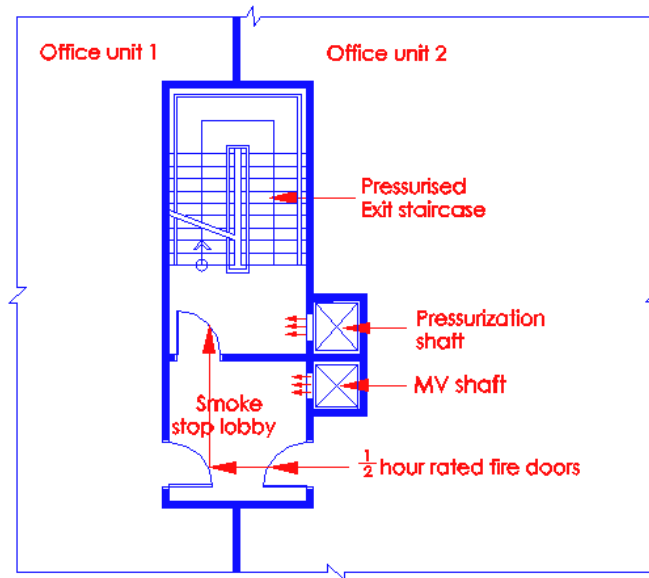 Office unit 1
Office unit 2
Pressurised
Exit staircase
Pressurization
shaft
MV shaft
Smoke
stop lobby
½ hour rated fire doors